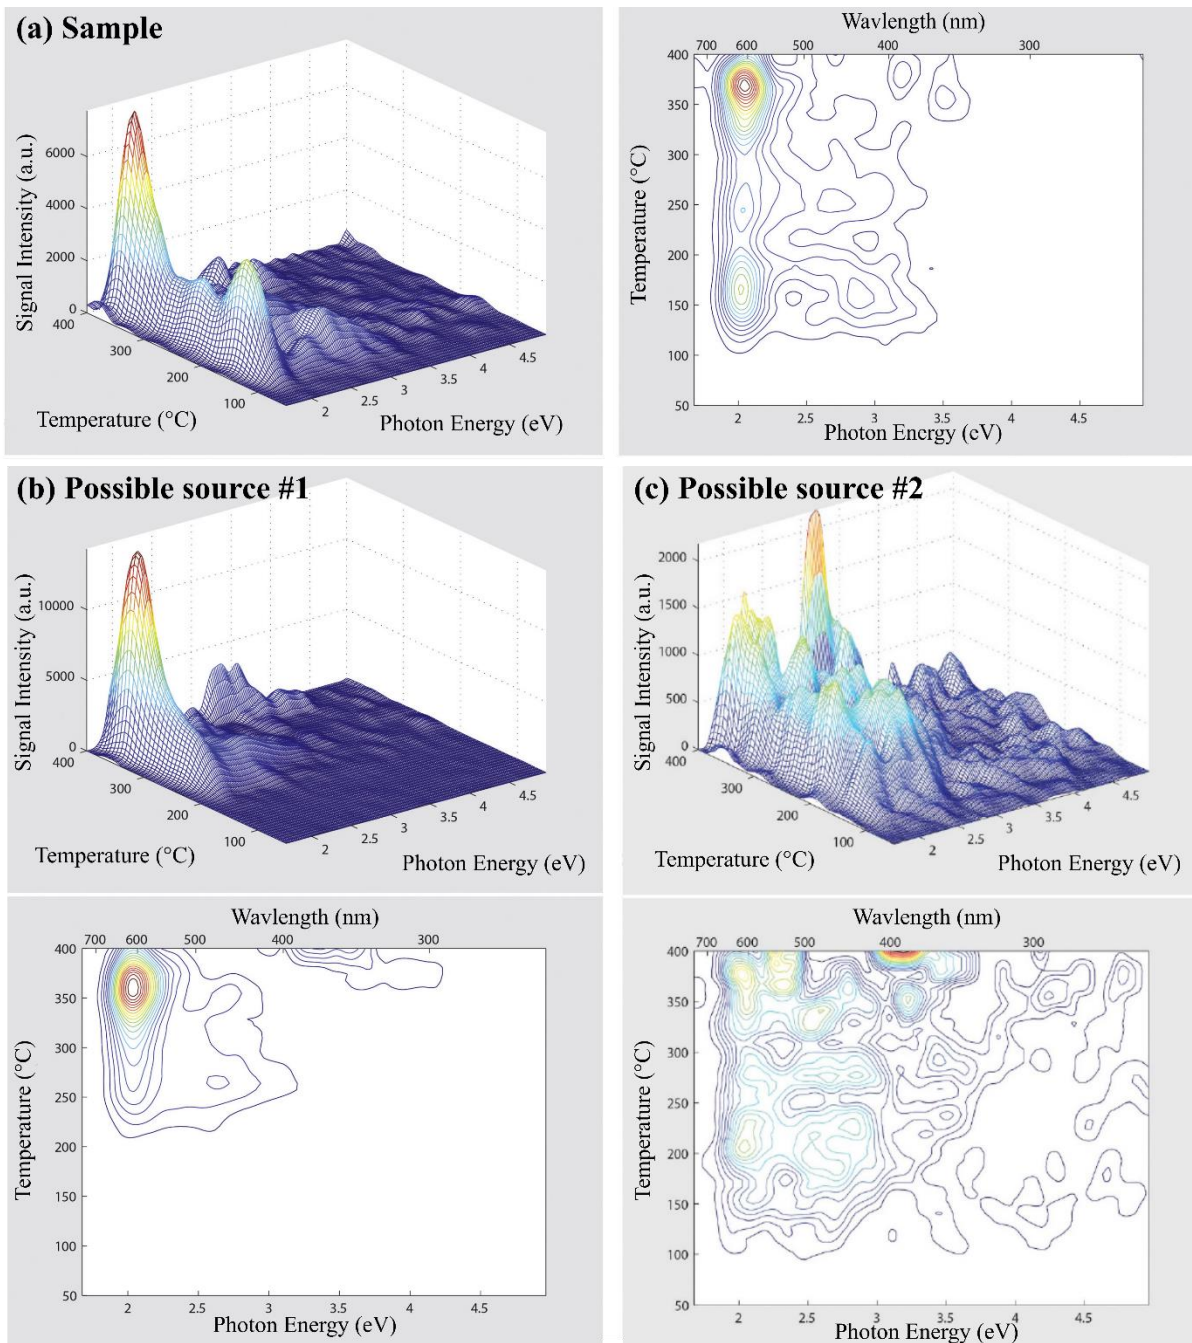 (a) Sample
Signal Intensity (a.u.)
6000
4000
2000
0
400
300
200
100
Temperature (°C)
2
2.5
3
3.5
4
4.5
Photon Energy (eV)
Wavlength (nm)
700 600 500 400 300
Temperature (°C)
400
350
300
250
200
150
100
50
2 2.5 3 3.5 4 4.5
Photon Energy (eV)
(b) Possible source #1
Signal Intensity (a.u.)
10000
5000
0
400
300
200
100
Temperature (°C)
2
2.5
3
3.5
4
4.5
Photon Energy (eV)
(c) Possible source #2
Signal Intensity (a.u.)
2000
1500
1000
500
0
400
300
200
100
Temperature (°C)
2
2.5
3
3.5
4
4.5
Photon Energy (eV)
Wavlength (nm)
700 600 500 400 300
Temperature (°C)
400
350
300
250
200
150
100
50
2 2.5 3 3.5 4 4.5
Photon Energy (eV)
Wavlength (nm)
700 600 500 400 300
Temperature (°C)
400
350
300
250
200
150
100
50
2 2.5 3 3.5 4 4.5
Photon Energy (eV)